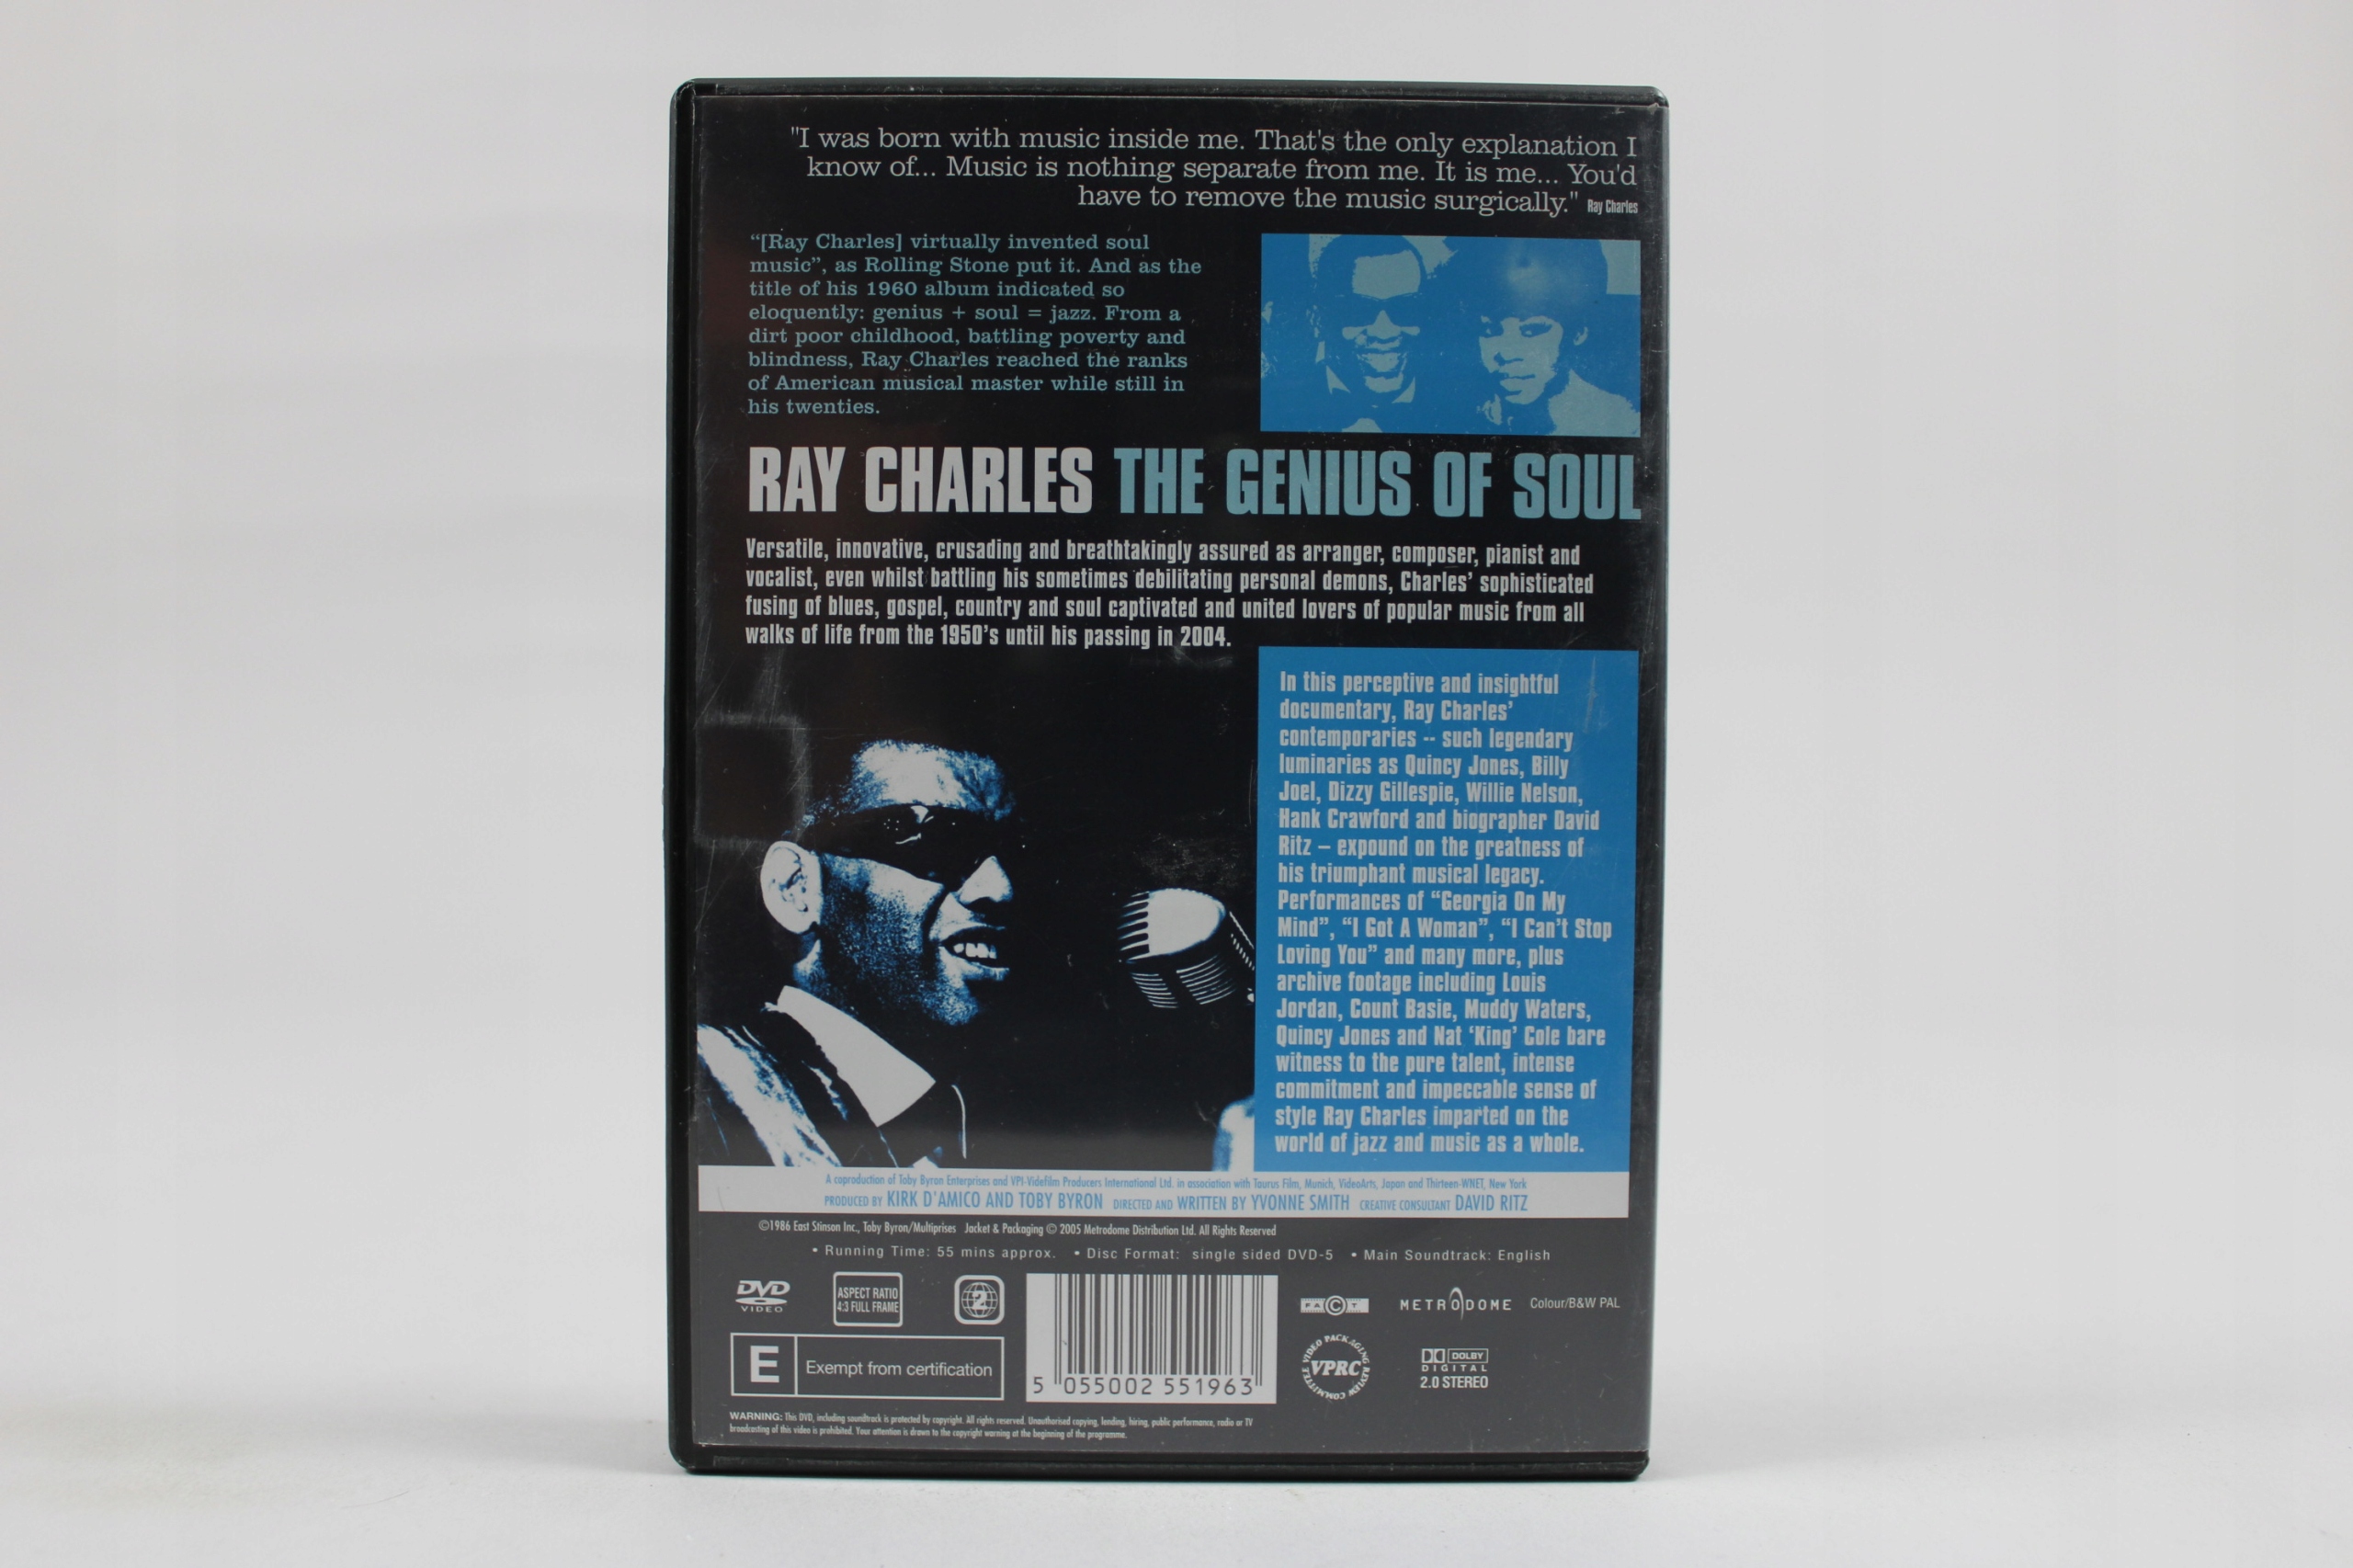 "I was born with music inside me. That's the only explanation I
know of... Music is nothing separate from me. It is me... You'd
have to remove the music surgically." Ray Charles
“[Ray Charles] virtually invented soul
music”, as Rolling Stone put it. And as the
title of his 1960 album indicated so
eloquently: genius + soul = jazz. From a
dirt poor childhood, battling poverty and
blindness, Ray Charles reached the ranks
of American musical master while still in
his twenties.
RAY CHARLES THE GENIUS OF SOUL
Versatile, innovative, crusading and breathtakingly assured as arranger, composer, pianist and
vocalist, even whilst battling his sometimes debilitating personal demons, Charles’ sophisticated
fusing of blues, gospel, country and soul captivated and united lovers of popular music from all
walks of life from the 1950’s until his passing in 2004.
In this perceptive and insightful
documentary, Ray Charles’
contemporaries -- such legendary
luminaries as Quincy Jones, Billy
Joel, Dizzy Gillespie, Willie Nelson,
Hank Crawford and biographer David
Ritz – expound on the greatness of
his triumphant musical legacy.
Performances of “Georgia On My
Mind”, “I Got A Woman”, “I Can’t Stop
Loving You” and many more, plus
archive footage including Louis
Jordan, Count Basie, Muddy Waters,
Quincy Jones and Nat ‘King’ Cole bare
witness to the pure talent, intense
commitment and impeccable sense of
style Ray Charles imparted on the
world of jazz and music as a whole.
A coproduction of Toby Byron Enterprises and VPI-Videfilm Producers International Ltd. in association with Taurus Film, Munich, VideoArts, Japan and Thirteen-WNET, New York
PRODUCED BY KIRK D'AMICO AND TOBY BYRON DIRECTED AND WRITTEN BY YVONNE SMITH CREATIVE CONSULTANT DAVID RITZ
©1986 East Stinson Inc., Toby Byron/Multiprises Jacket & Packaging © 2005 Metrodome Distribution Ltd. All Rights Reserved
• Running Time: 55 mins approx. • Disc Format: single sided DVD-5 • Main Soundtrack: English
DVD
VIDEO
ASPECT RATIO
4:3 FULL FRAME
2
FACT
METRODOME
Colour/B&W PAL
E Exempt from certification
5 055002 551963
VIDEO PACKAGING REVIEW COMMITTEE
VPRC
DOLBY
DIGITAL
2.0 STEREO
WARNING: This DVD, including soundtrack is protected by copyright. All rights reserved. Unauthorised copying, lending, hiring, public performance, radio or TV
broadcasting of this video is prohibited. Your attention is drawn to the copyright warning at the beginning of the programme.